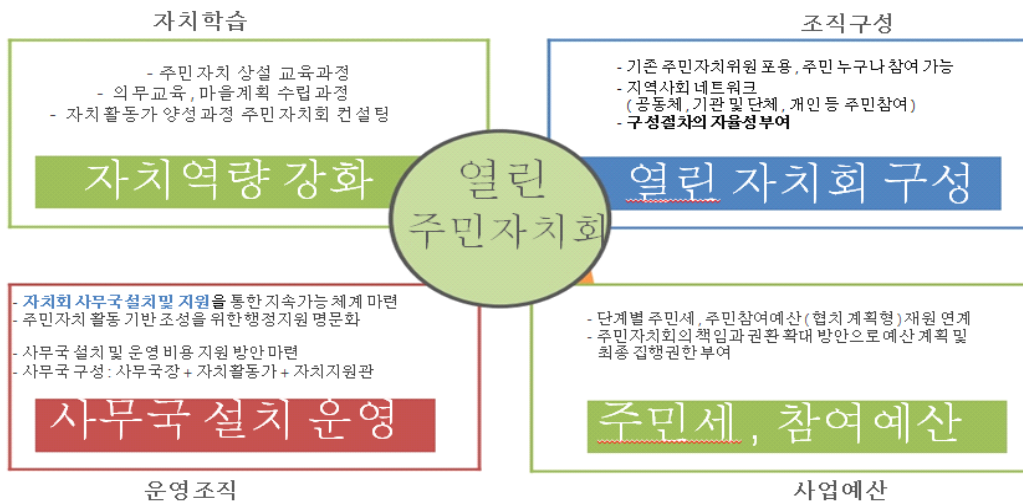 자치학습
- 주민자치 상설 교육과정
- 의무교육, 마을계획 수립과정
- 자치활동가 양성과정 주민자치회 컨설팅
자치역량 강화
조직구성
- 기존 주민자치위원 포용, 주민 누구나 참여 가능
- 지역사회 네트워크
(공동체, 기관 및 단체, 개인 등 주민참여)
- 구성절차의 자율성부여
열린 자치회 구성
열린
주민자치회
- 자치회 사무국 설치 및 지원을 통한 지속가능 체계 마련
- 주민자치 활동 기반 조성을 위한 행정지원 명문화
- 사무국 설치 및 운영 비용 지원 방안 마련
- 사무국 구성 : 사무국장 + 자치활동가 + 자치지원관
사무국 설치 운영
운영조직
- 단계별 주민세, 주민참여예산(협치 계획형) 재원 연계
- 주민자치회의 책임과 권환 확대 방안으로 예산 계획 및
최종 집행권한 부여
주민세, 참여예산
사업예산